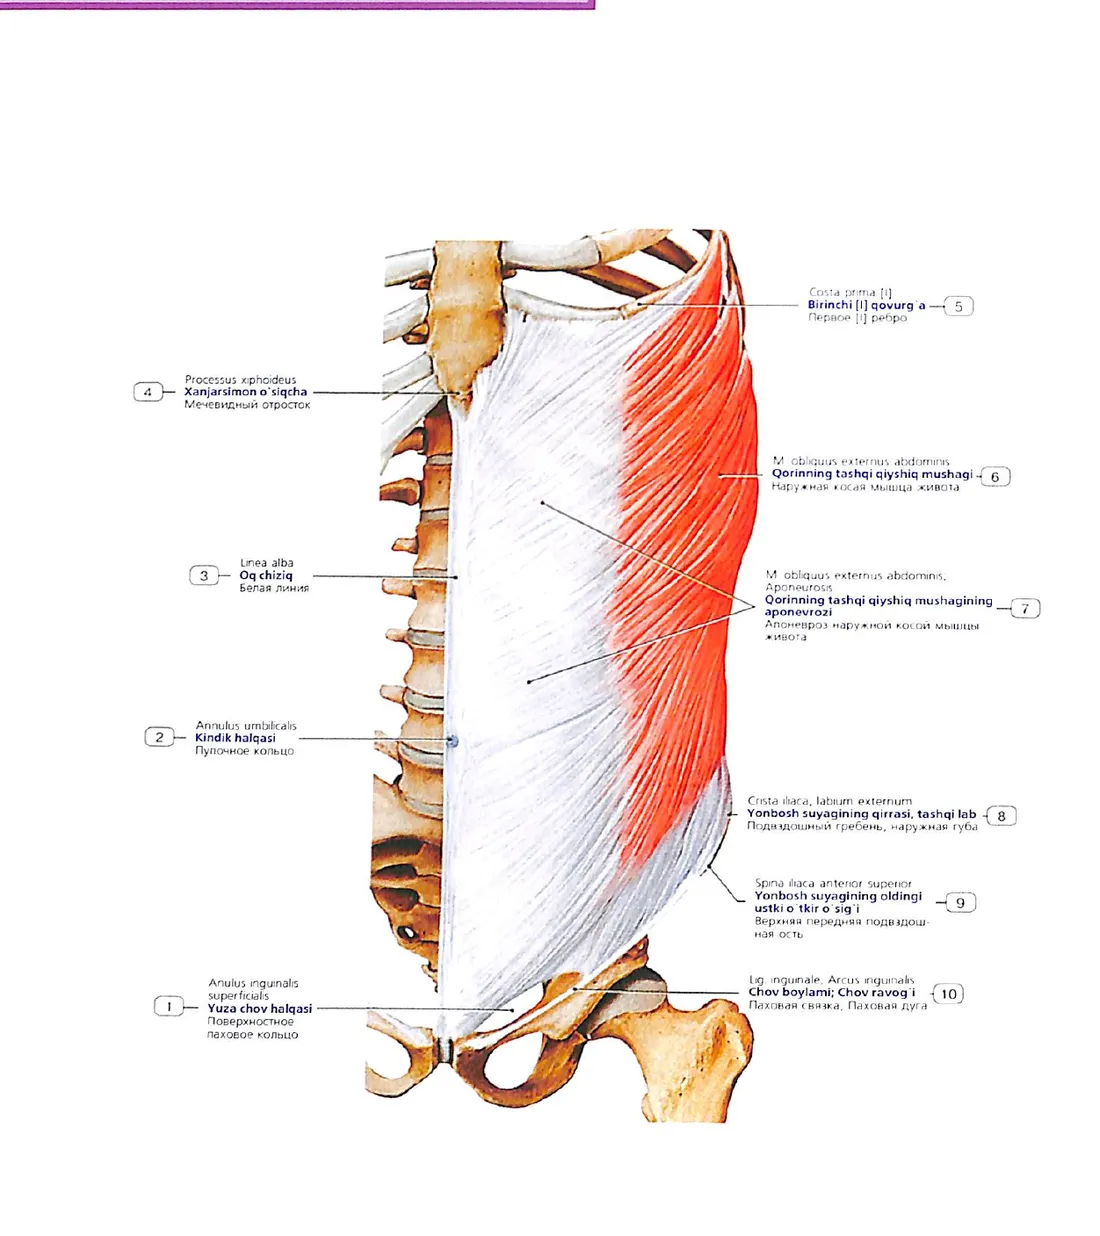 Costa prima [I]
Birinchi [I] qovurg`a
5
Первое [I] ребро
Processus xiphoideus
4
Xanjarsimon o`siqcha
Мечевидный отросток
M. obliquus externus abdominis
Qorinning tashqi qiyshiq mushagi
6
Наружная косая мышца живота
Linea alba
3
Oq chiziq
Белая линия
M. obliquus externus abdominis,
Aponeurosis
Qorinning tashqi qiyshiq mushagining
7
aponevrozi
Апоневроз наружной косой мышцы
живота
Annulus umbilicalis
2
Kindik halqasi
Пупочное кольцо
Crista iliaca, labium externum
Yonbosh suyagining qirrasi, tashqi lab
8
Подвздошный гребень, наружная губа
Spina iliaca anterior superior
Yonbosh suyagining oldingi
9
ustki o`tkir o`sig`i
Верхняя передняя подвздош-
ная ость
Anulus inguinalis
superficialis
1
Yuza chov halqasi
Поверхностное
паховое кольцо
Lig. inguinale, Arcus inguinalis
Chov boylami; Chov ravog`i
10
Паховая связка, Паховая дуга